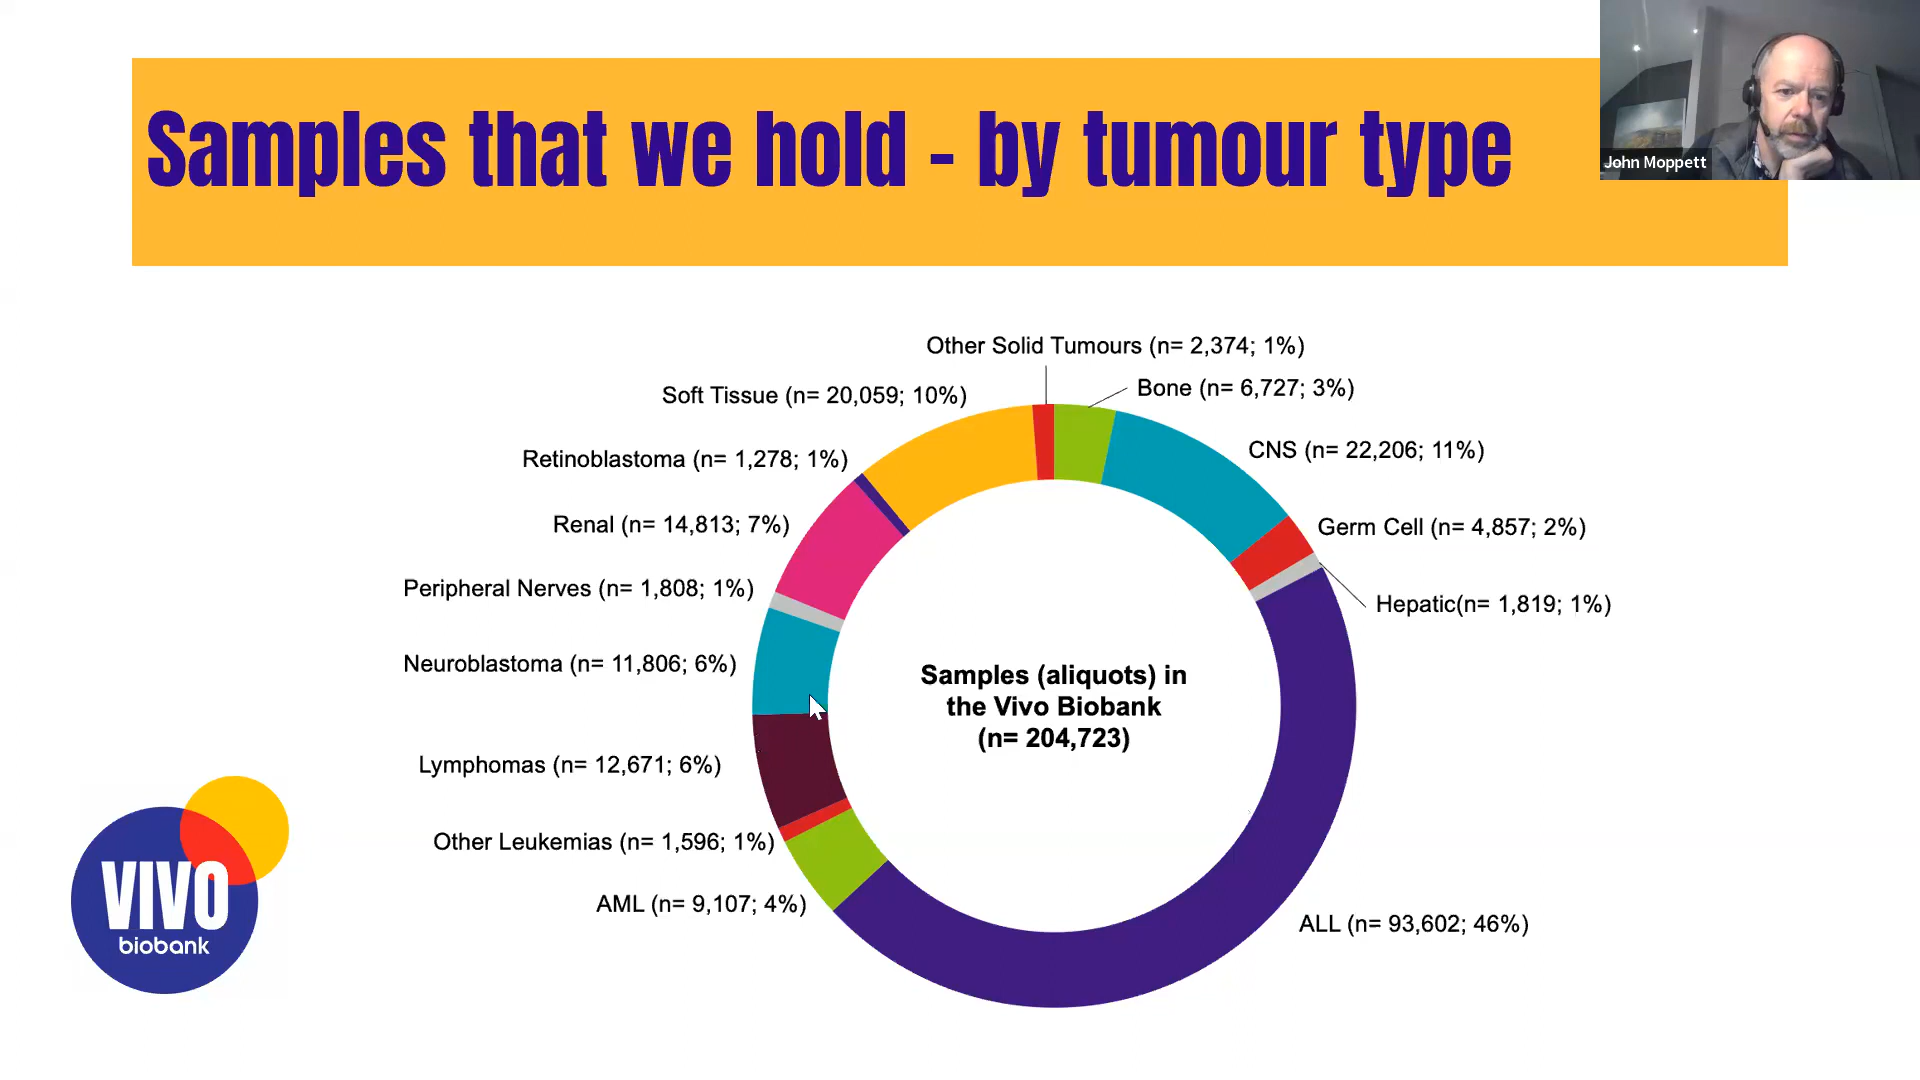 Samples that we hold - by tumour type
John Moppett
Other Solid Tumours (n= 2,374; 1%)
Bone (n= 6,727; 3%)
Soft Tissue (n= 20,059; 10%)
CNS (n= 22,206; 11%)
Retinoblastoma (n= 1,278; 1%)
Renal (n= 14,813; 7%)
Germ Cell (n= 4,857; 2%)
Peripheral Nerves (n= 1,808; 1%)
Hepatic(n= 1,819; 1%)
Neuroblastoma (n= 11,806; 6%)
Samples (aliquots) in
the Vivo Biobank
(n= 204,723)
Lymphomas (n= 12,671; 6%)
Other Leukemias (n= 1,596; 1%)
AML (n= 9,107; 4%)
ALL (n= 93,602; 46%)
VIVO
biobank